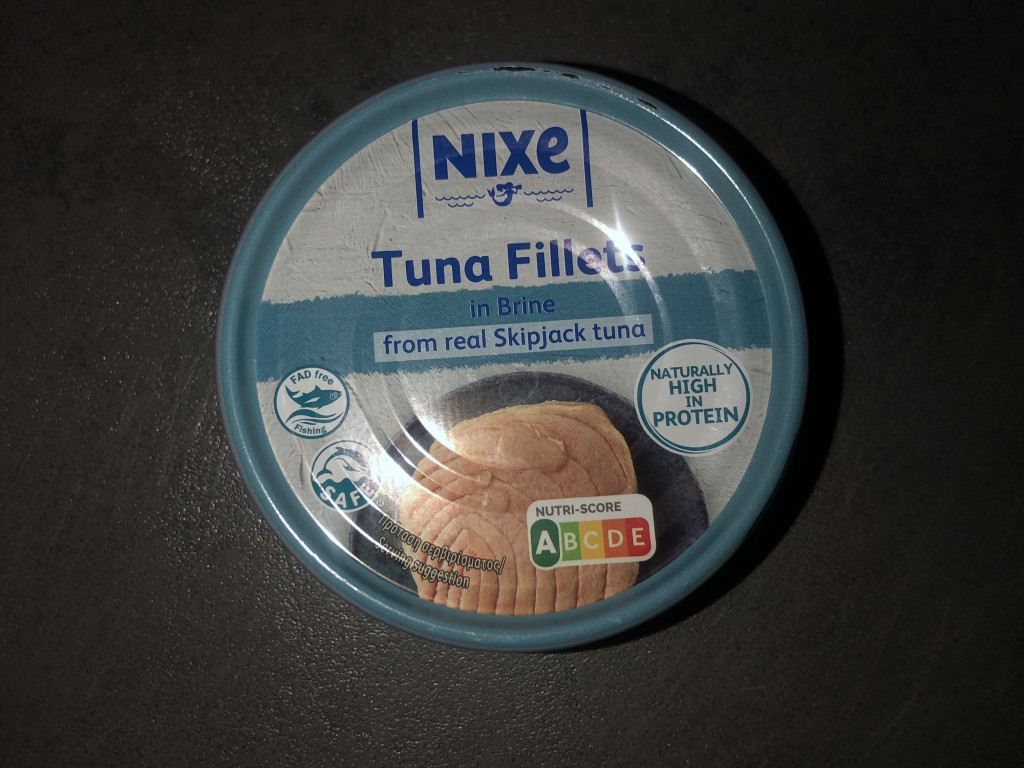 NIXe
Tuna Fillets
in Brine
from real Skipjack tuna
FAD free
Fishing
NATURALLY
HIGH
IN
PROTEIN
SAF
NUTRI-SCORE
A B C D E
Πρόταση σερβιρίσματος/
Serving suggestion